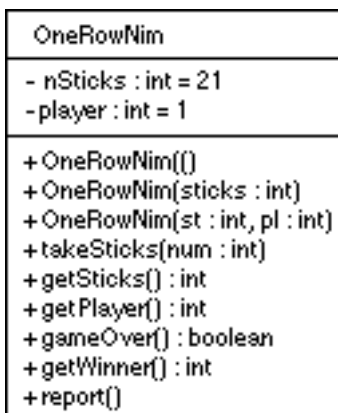 OneRowNim
- nSticks : int = 21
- player : int = 1
+ OneRowNim(()
+ OneRowNim(sticks : int)
+ OneRowNim(st : int, pl : int)
+ takeSticks(num : int)
+ getSticks() : int
+ getPlayer() : int
+ gameOver() : boolean
+ getWinner() : int
+ report()